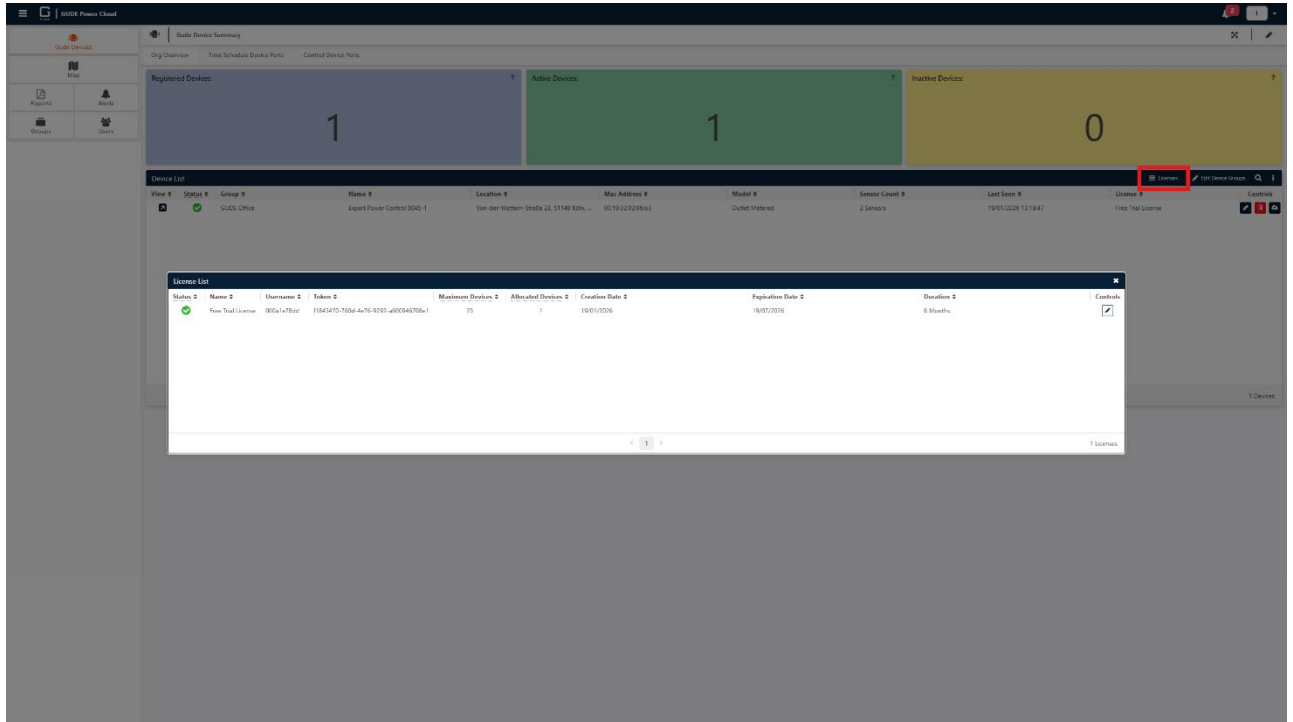 GUDE Power Cloud
2
Gude Devices
Map
Reports
Alerts
Groups
Users
Gude Device Summary
Org Overview
Time Schedule Device Ports
Control Device Ports
Registered Devices: ?
1
Active Devices: ?
1
Inactive Devices: ?
0
Device List
Licenses
Edit Device Groups
View Status Group Name Location Mac Address Model Sensor Count Last Seen License Controls
GUDE Office Expert Power Control 8045-1 Outlet Metered 2 Sensors 19/01/2026 13:18:47 Free Trial License
1 Devices
License List
Status Name Username Token Maximum Devices Allocated Devices Creation Date Expiration Date Duration Controls
Free Trial License 25 1 19/01/2026 19/07/2026 6 Months
1
1 Licenses